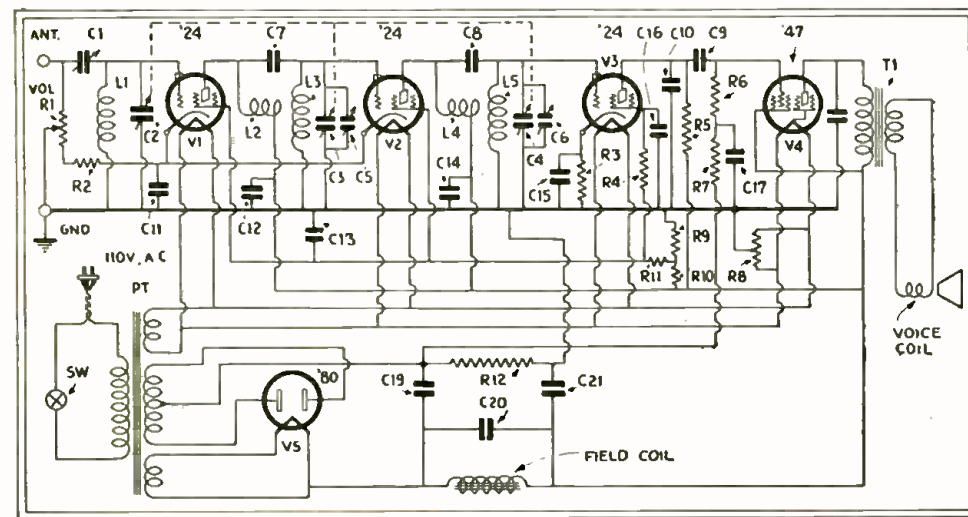 ANT.
C1
'24
C7
'24
C8
'24
C16
C10
C9
'47
T1
VOL
R1
L1
C2
V1
L2
L3
C3
C5
V2
L4
L5
C4
C6
V3
R3
R4
R5
R6
R7
C17
V4
R2
C11
C12
C14
C15
GND
C13
R9
R11
R10
R8
110V. A C
PT
SW
'80
V5
C19
R12
C21
C20
FIELD COIL
VOICE
COIL